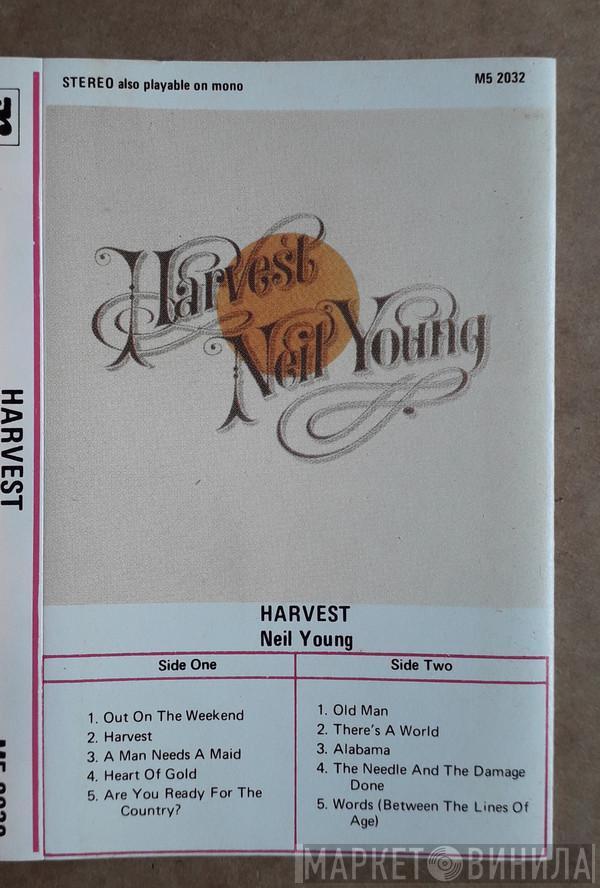 STEREO also playable on mono
M5 2032
Harvest
Neil Young
HARVEST
HARVEST
Neil Young
Side One
1. Out On The Weekend
2. Harvest
3. A Man Needs A Maid
4. Heart Of Gold
5. Are You Ready For The
Country?
Side Two
1. Old Man
2. There's A World
3. Alabama
4. The Needle And The Damage
Done
5. Words (Between The Lines Of
Age)
МАРКЕТ ВИНИЛА